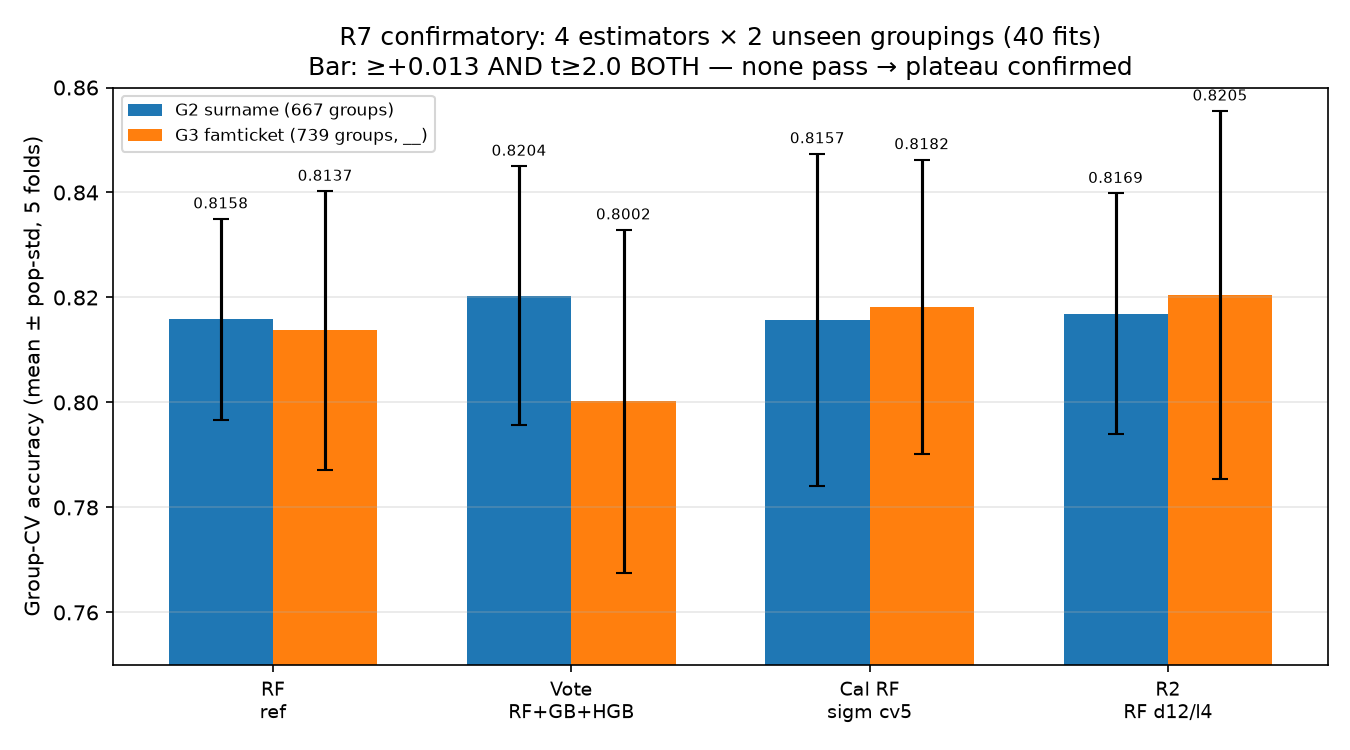 R7 confirmatory: 4 estimators × 2 unseen groupings (40 fits)
Bar: ≥+0.013 AND t≥2.0 BOTH — none pass → plateau confirmed
Group-CV accuracy (mean ± pop-std, 5 folds)
0.86
0.84
0.82
0.80
0.78
0.76
G2 surname (667 groups)
G3 famticket (739 groups, __)
0.8158
0.8137
0.8204
0.8002
0.8157
0.8182
0.8169
0.8205
RF
ref
Vote
RF+GB+HGB
Cal RF
sigm cv5
R2
RF d12/l4